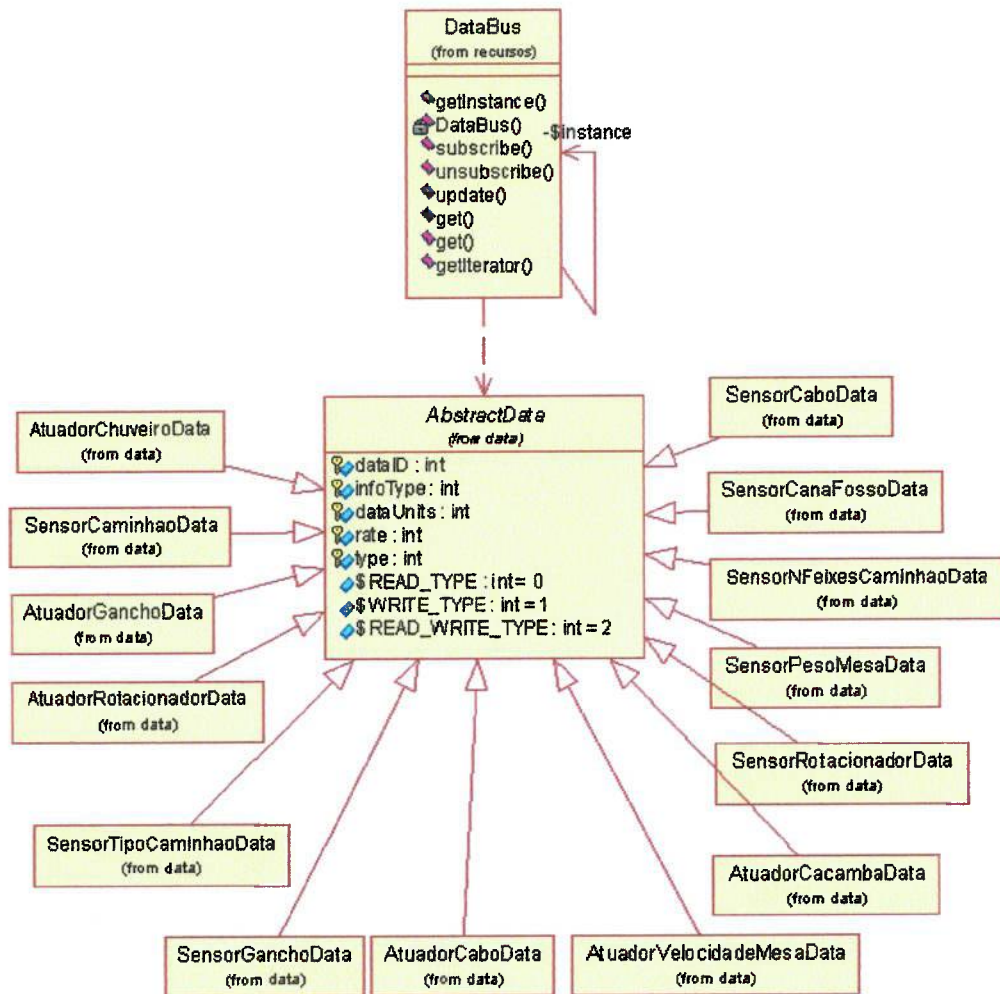 DataBus
(from recursos)
getInstance()
DataBus()
-$instance
subscribe()
unsubscribe()
update()
get()
get()
getIterator()
AbstractData
(from data)
dataID : int
infoType : int
dataUnits : int
rate : int
type : int
$READ_TYPE : int = 0
$WRITE_TYPE : int = 1
$READ_WRITE_TYPE : int = 2
AtuadorChuveiroData
(from data)
SensorCaminhaoData
(from data)
AtuadorGanchoData
(from data)
AtuadorRotacionadorData
(from data)
SensorTipoCaminhaoData
(from data)
SensorGanchoData
(from data)
AtuadorCaboData
(from data)
AtuadorVelocidadeMesaData
(from data)
SensorCaboData
(from data)
SensorCanaFossoData
(from data)
SensorNFeixesCaminhaoData
(from data)
SensorPesoMesaData
(from data)
SensorRotacionadorData
(from data)
AtuadorCacambaData
(from data)